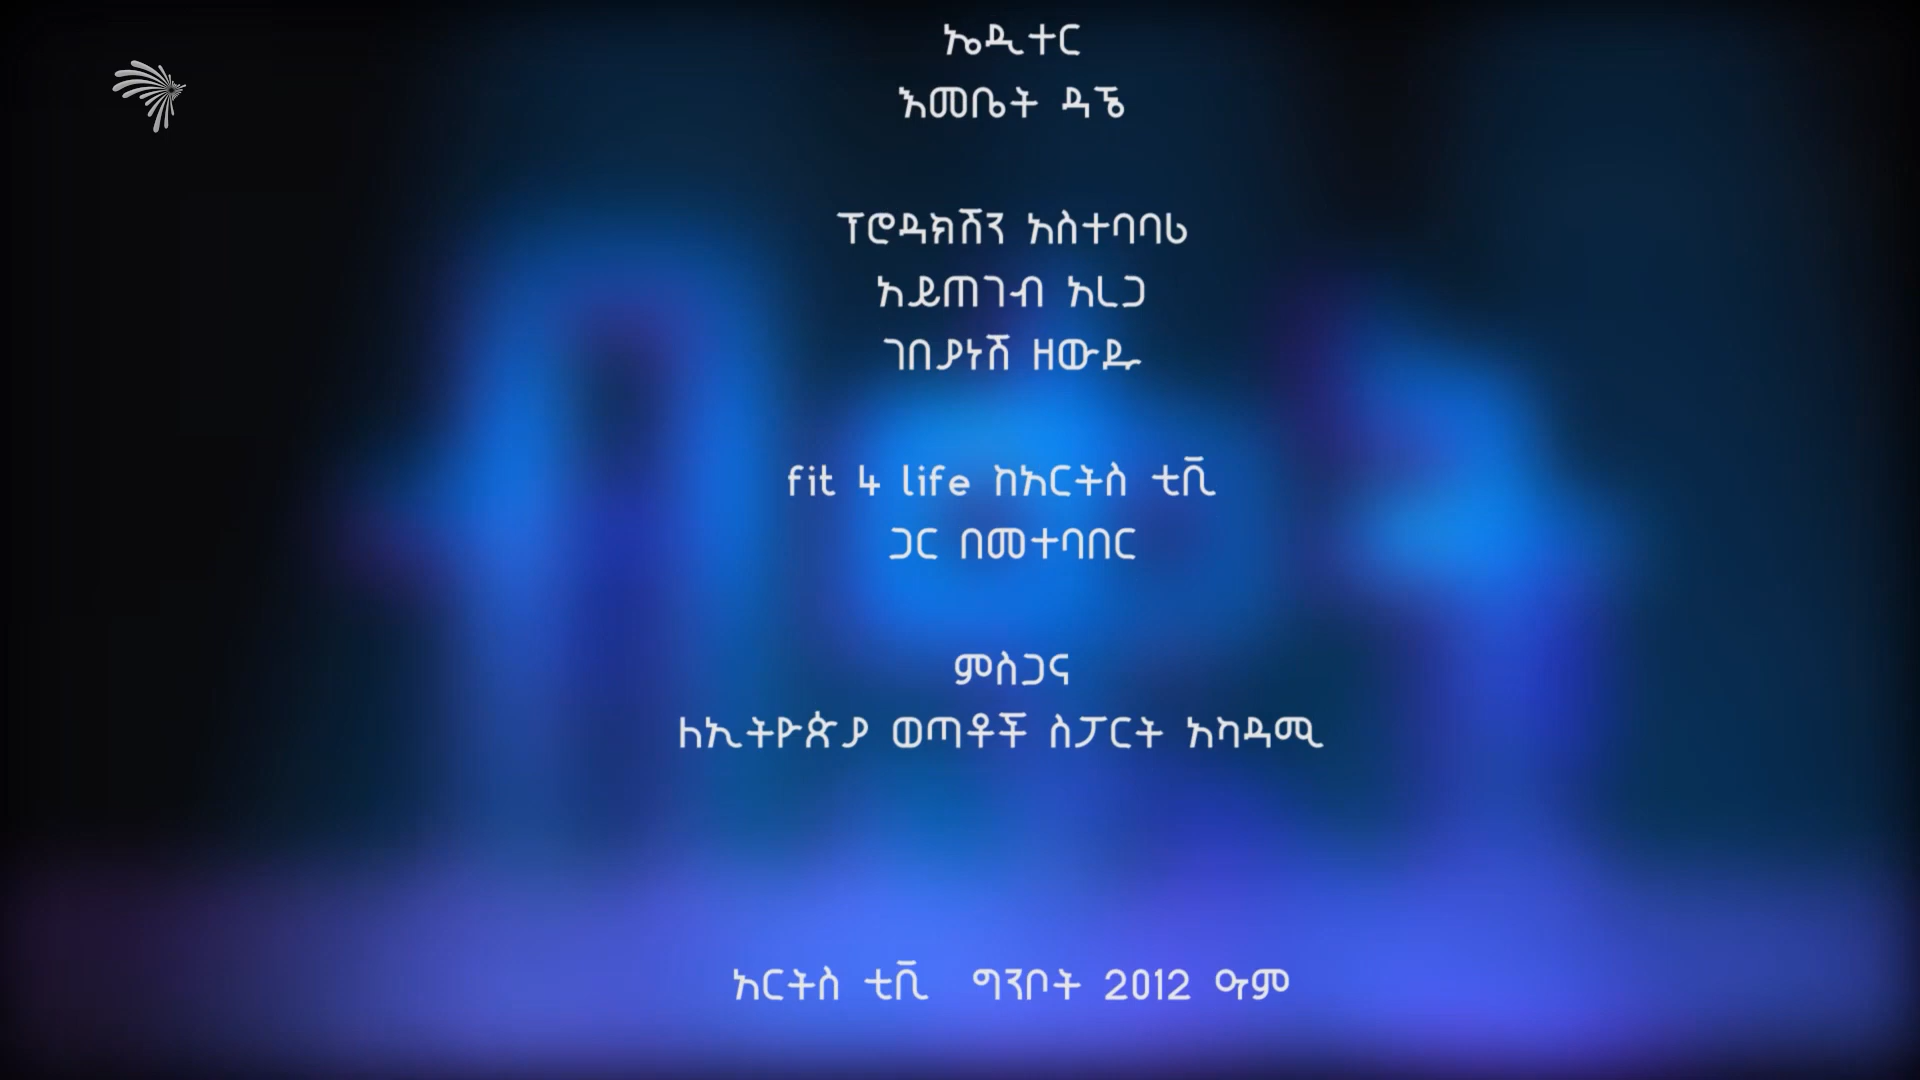 ኤዲተር
እመቤት ዳኜ
ፕሮዳክሽን አስተባባሪ
አይጠገብ አረጋ
ገበያነሽ ዘውዱ
fit 4 life ከአርትስ ቲቪ
ጋር በመተባበር
ምስጋና
ለኢትዮጵያ ወጣቶች ስፓርት አካዳሚ
አርትስ ቲቪ ግንቦት 2012 ዓም